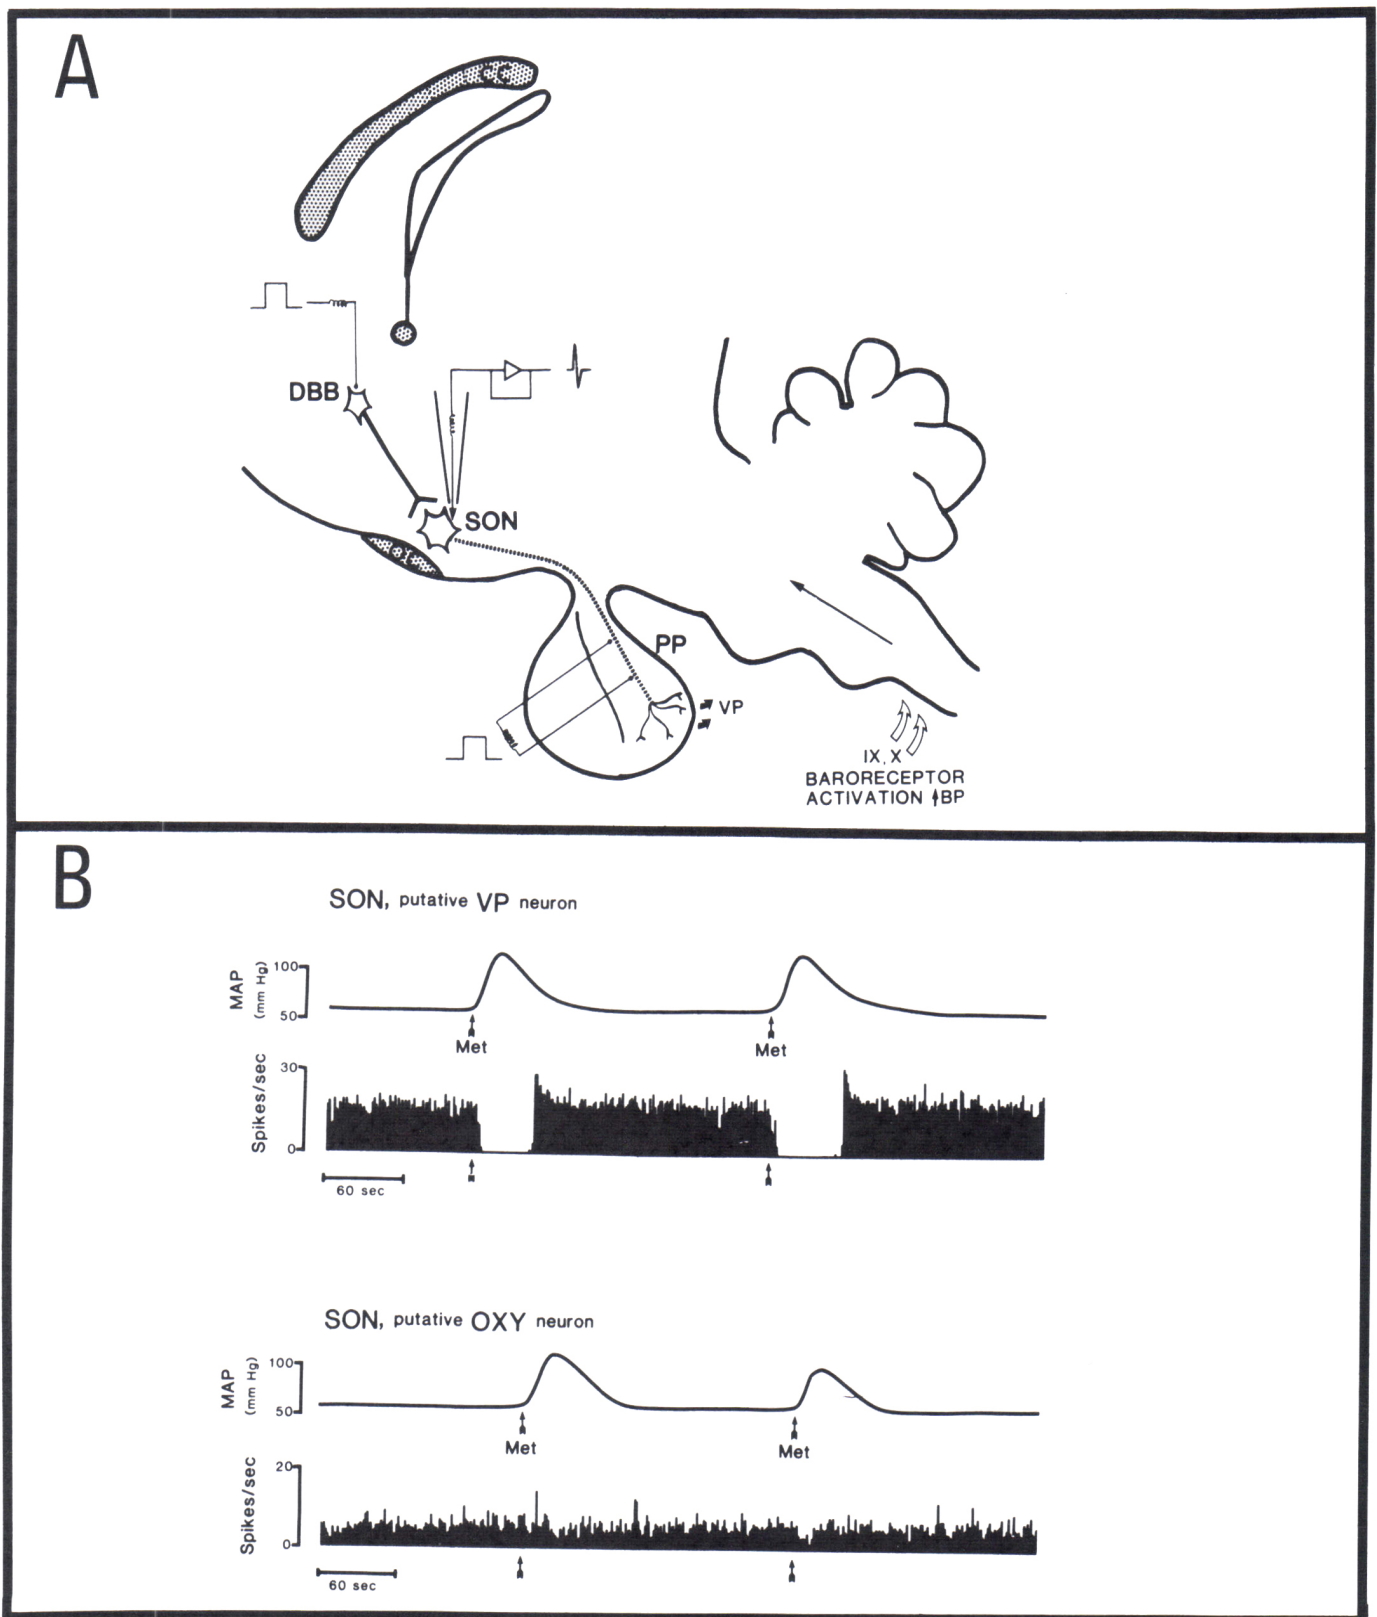 A
DBB
SON
PP
VP
IX, X
BARORECEPTOR
ACTIVATION ↑BP
B
SON, putative VP neuron
MAP
(mm Hg)
100
50
Met
Met
Spikes/sec
30
0
60 sec
SON, putative OXY neuron
MAP
(mm Hg)
100
50
Met
Met
Spikes/sec
20
0
60 sec